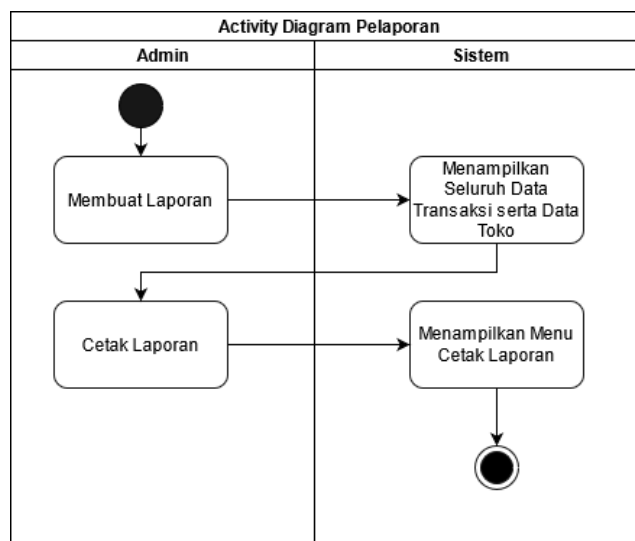 Activity Diagram Pelaporan
Admin
Sistem
Membuat Laporan
Menampilkan
Seluruh Data
Transaksi serta Data
Toko
Cetak Laporan
Menampilkan Menu
Cetak Laporan